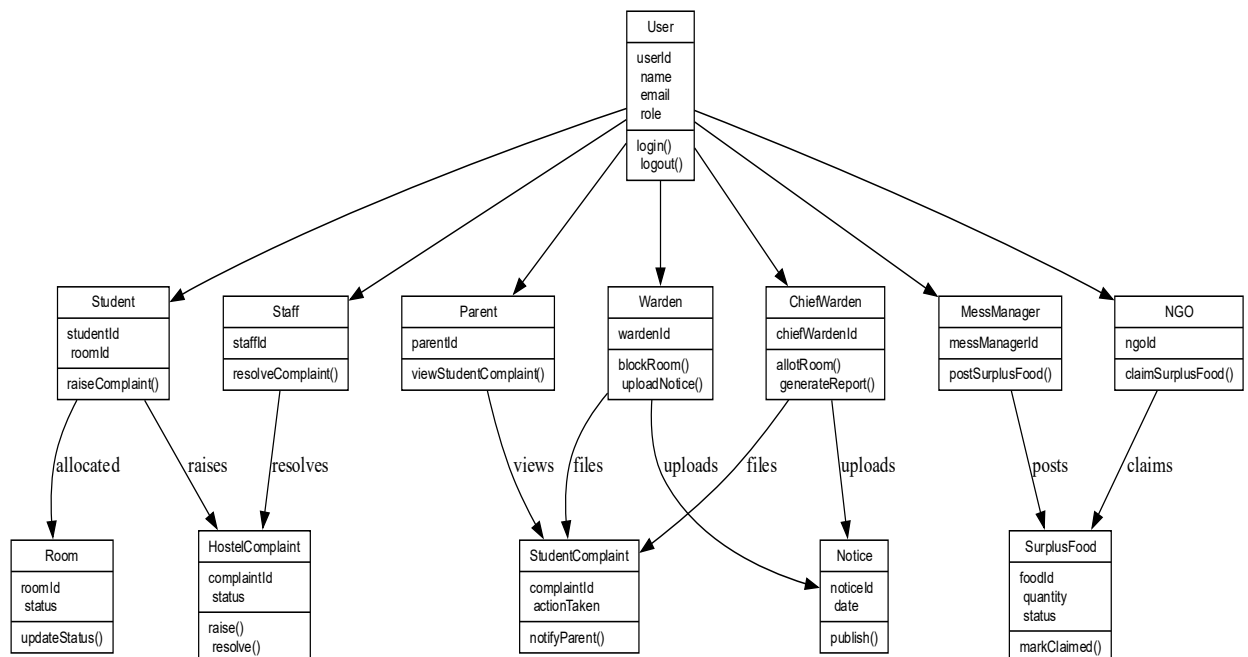 User
userId
name
email
role
login()
logout()
Student
studentId
roomId
raiseComplaint()
Staff
staffId
resolveComplaint()
Parent
parentId
viewStudentComplaint()
Warden
wardenId
blockRoom()
uploadNotice()
ChiefWarden
chiefWardenId
allotRoom()
generateReport()
MessManager
messManagerId
postSurplusFood()
NGO
ngoId
claimSurplusFood()
allocated
raises
resolves
views
files
uploads
files
uploads
posts
claims
Room
roomId
status
updateStatus()
HostelComplaint
complaintId
status
raise()
resolve()
StudentComplaint
complaintId
actionTaken
notifyParent()
Notice
noticeId
date
publish()
SurplusFood
foodId
quantity
status
markClaimed()